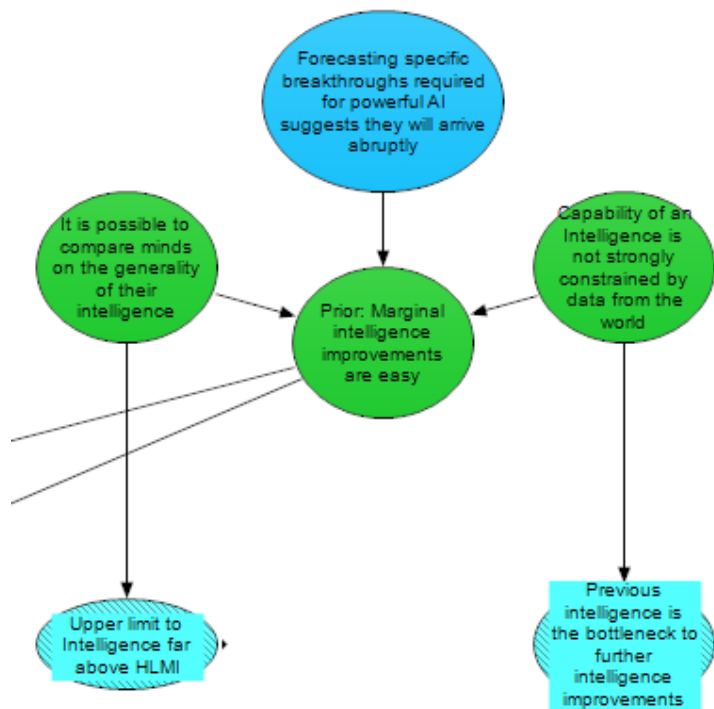 Forecasting specific
breakthroughs required
for powerful AI
suggests they will arrive
abruptly
It is possible to
compare minds
on the generality
of their
intelligence
Capability of an
Intelligence is
not strongly
constrained by
data from the
world
Prior: Marginal
intelligence
improvements
are easy
Upper limit to
Intelligence far
above HLMI
Previous
intelligence is
the bottleneck to
further
intelligence
improvements